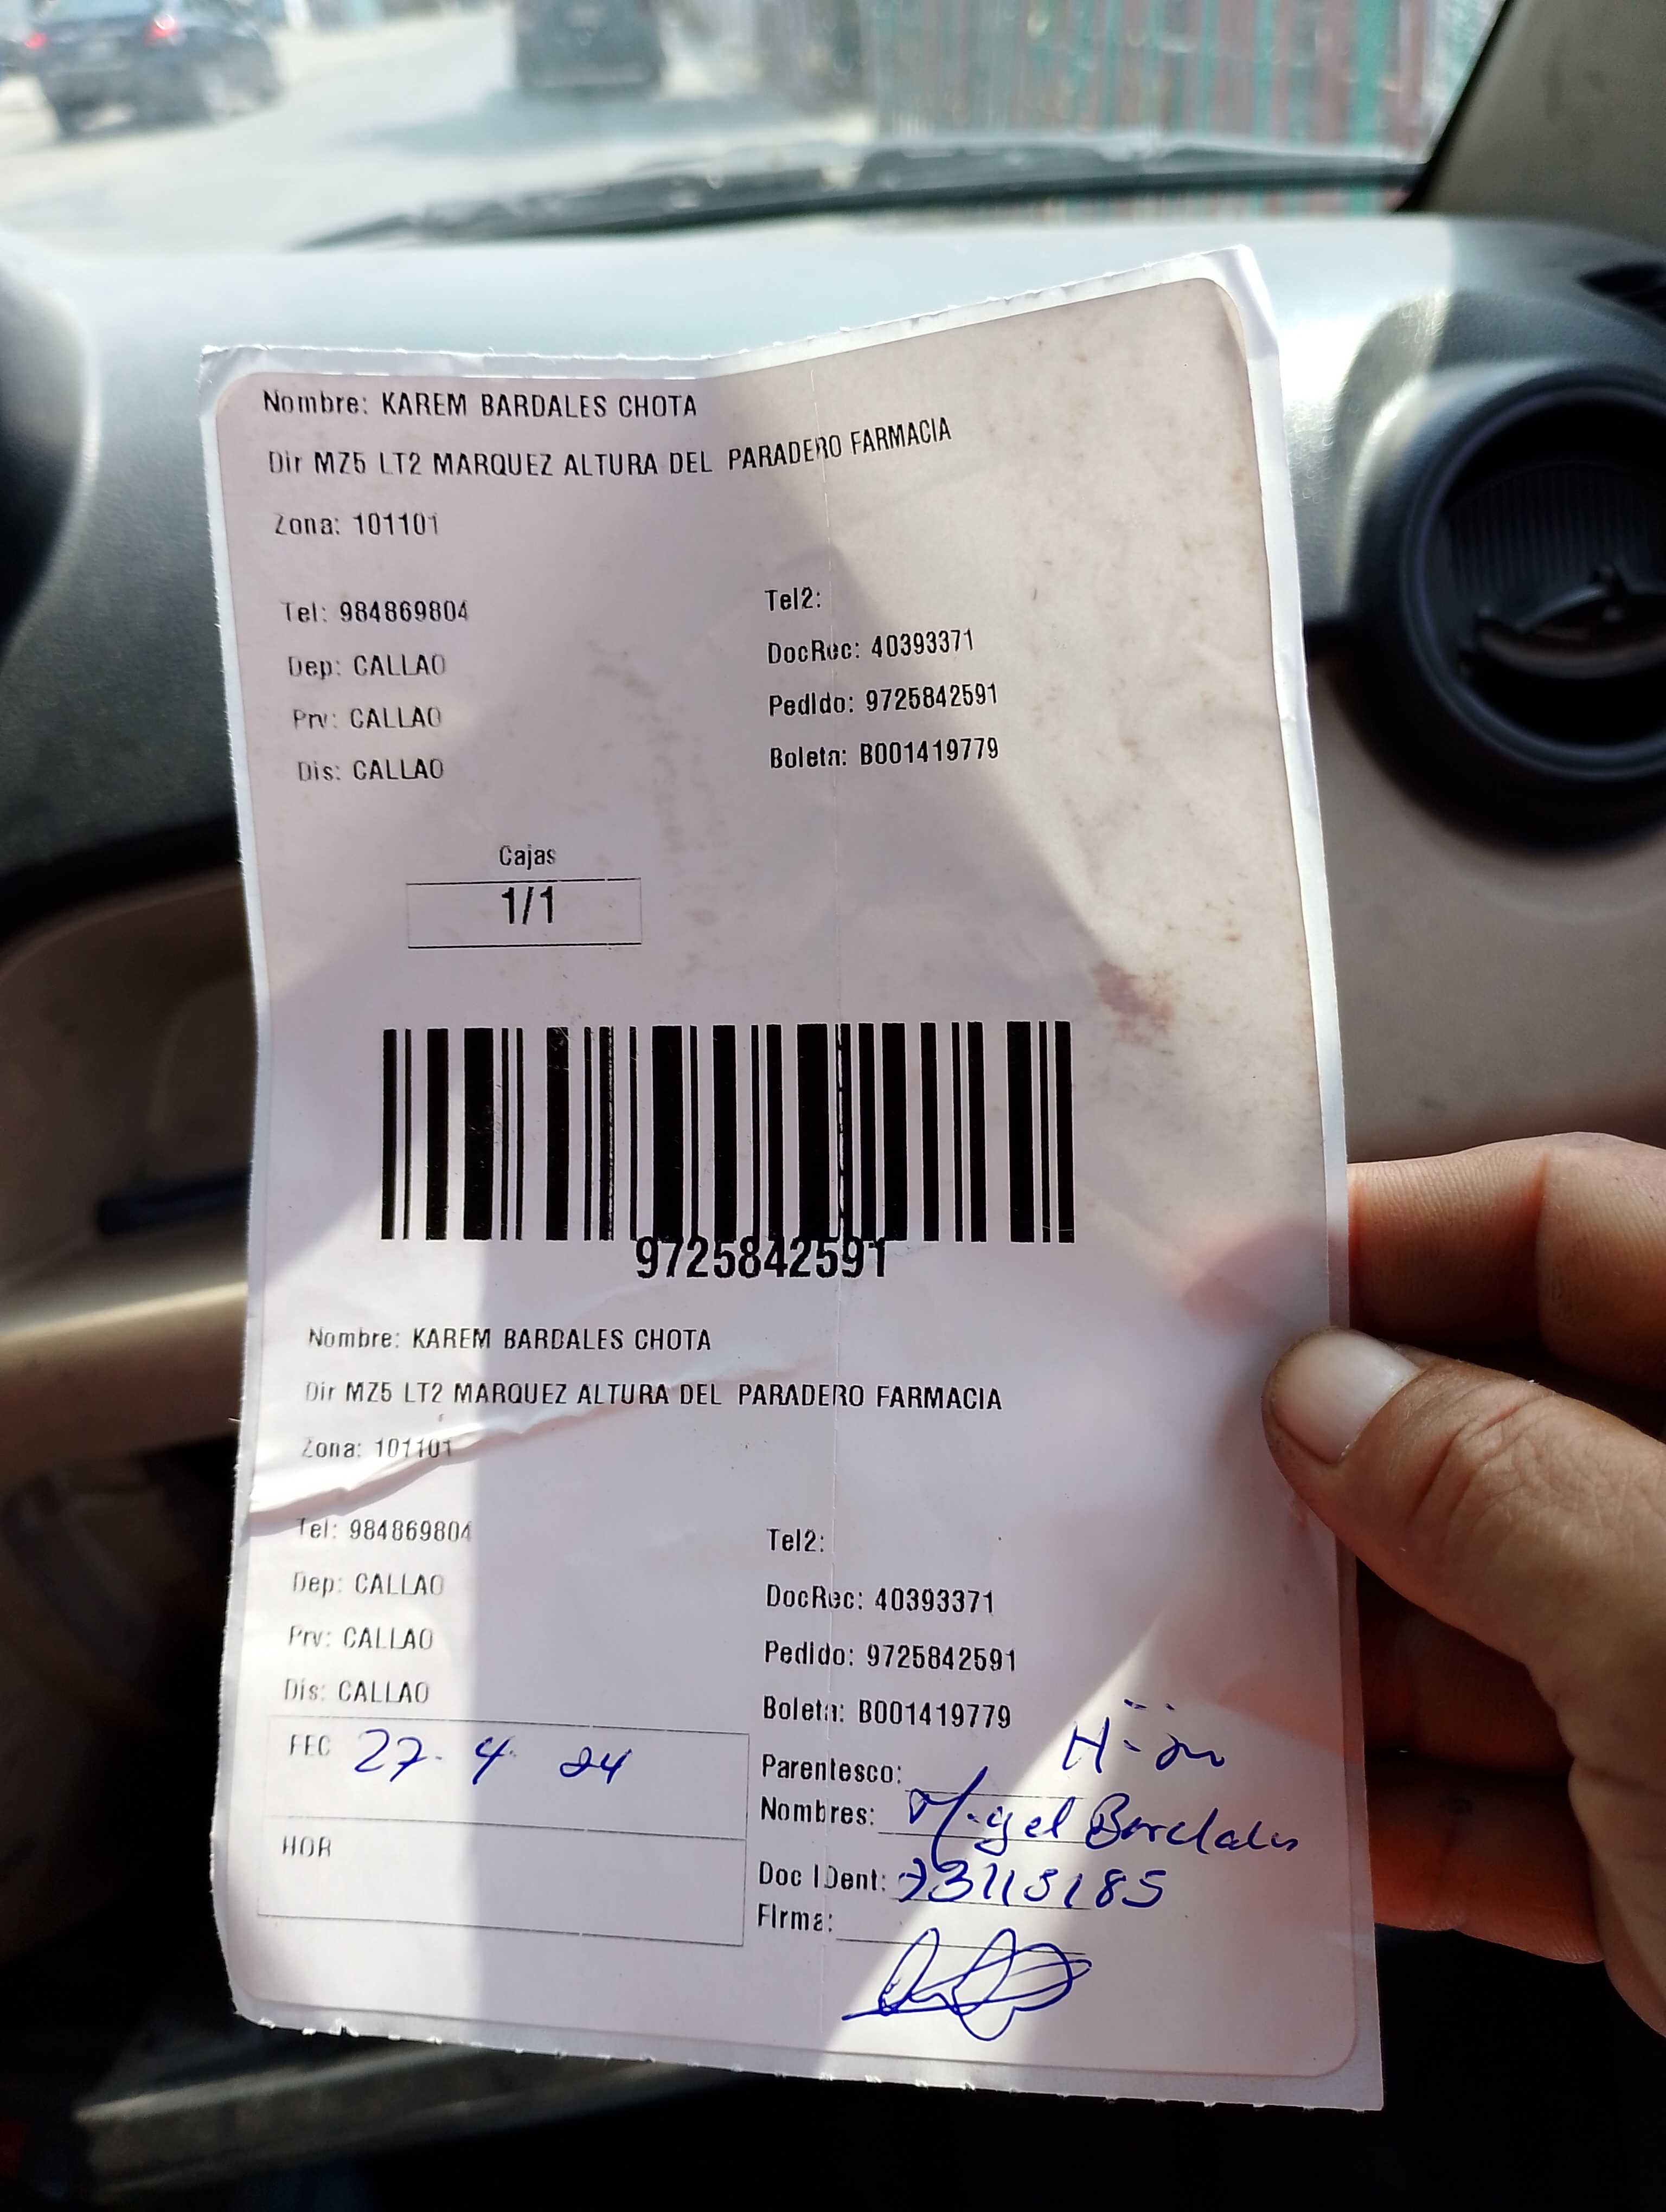 Nombre: KAREM BARDALES CHOTA
Dir MZ5 LT2 MARQUEZ ALTURA DEL PARADERO FARMACIA
Zona: 101101
Tel: 984869804
Tel2:
Dep: CALLAO
DocRec: 40393371
Prv: CALLAO
Pedido: 9725842591
Dis: CALLAO
Boleta: B001419779
Cajas
1/1
9725842591
Nombre: KAREM BARDALES CHOTA
Dir MZ5 LT2 MARQUEZ ALTURA DEL PARADERO FARMACIA
Zona: 101101
Tel: 984869804
Tel2:
Dep: CALLAO
DocRec: 40393371
Prv: CALLAO
Pedido: 9725842591
Dis: CALLAO
Boleta: B001419779
FEC 27-4 24
HOR
Parentesco:
Nombres: Miguel Bardales
Doc IDent:
Firma: